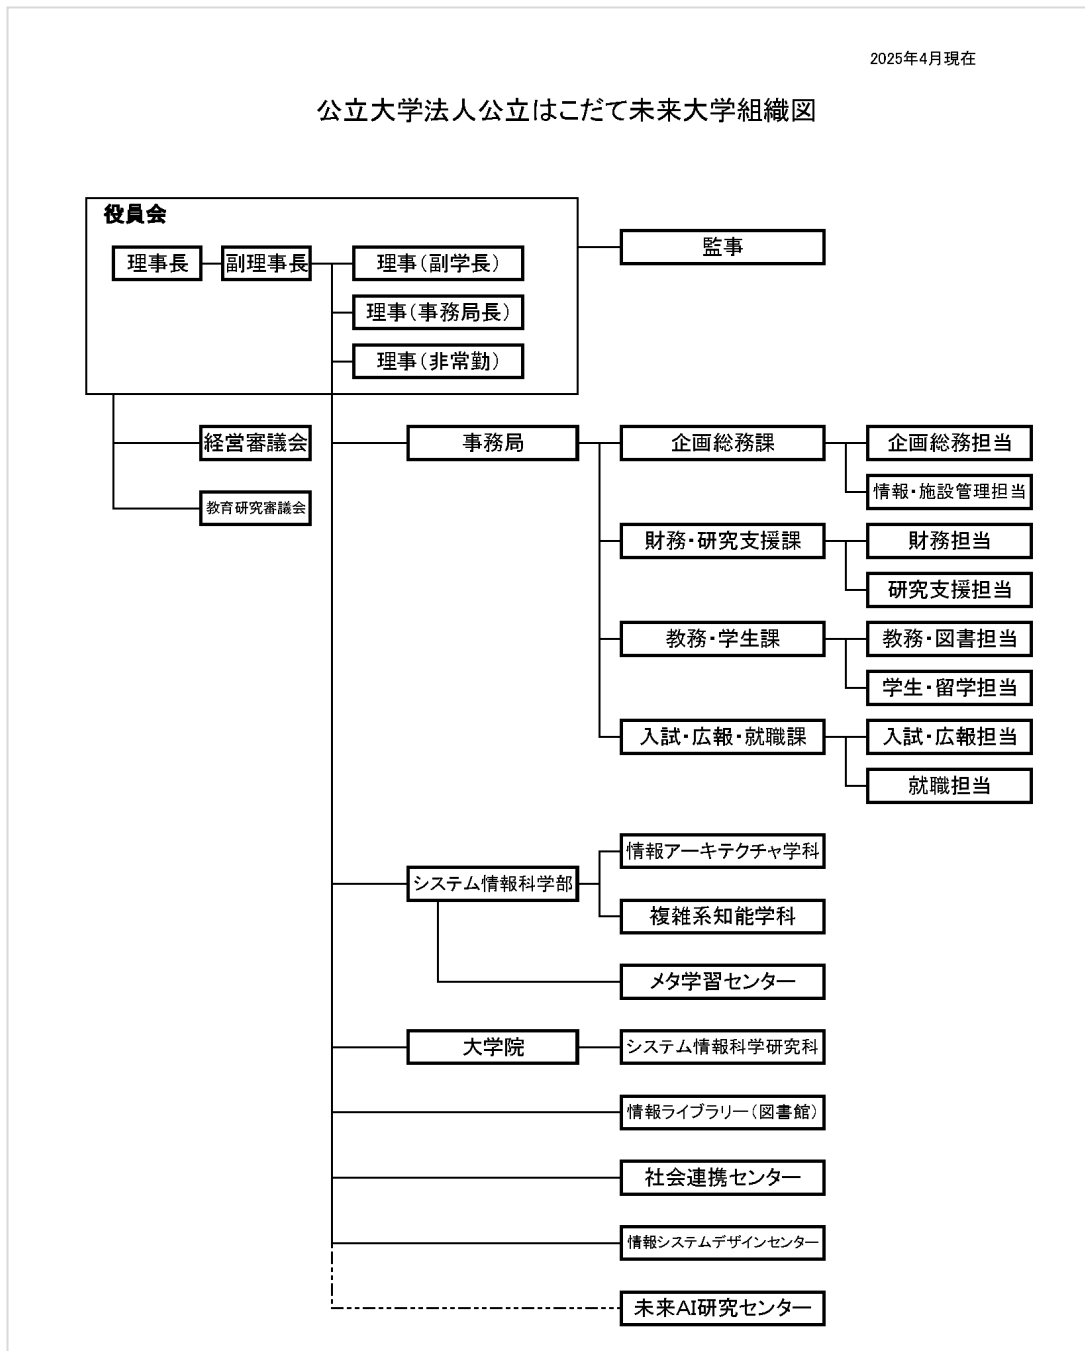 2025年4月現在
公立大学法人公立はこだて未来大学組織図
役員会
理事長
副理事長
理事(副学長)
監事
理事(事務局長)
理事(非常勤)
経営審議会
教育研究審議会
事務局
企画総務課
企画総務担当
情報・施設管理担当
財務・研究支援課
財務担当
研究支援担当
教務・学生課
教務・図書担当
学生・留学担当
入試・広報・就職課
入試・広報担当
就職担当
システム情報科学部
情報アーキテクチャ学科
複雑系知能学科
メタ学習センター
大学院
システム情報科学研究科
情報ライブラリー(図書館)
社会連携センター
情報システムデザインセンター
未来AI研究センター